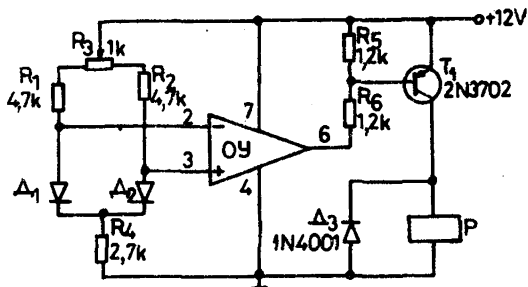 R3 1k
+12V
R1
4,7k
R2
4,7k
R5
1,2k
T1
2N3702
R6
1,2k
2
-
7
ОУ
6
3
+
4
Д1
Д2
R4
2,7k
Д3
1N4001
P